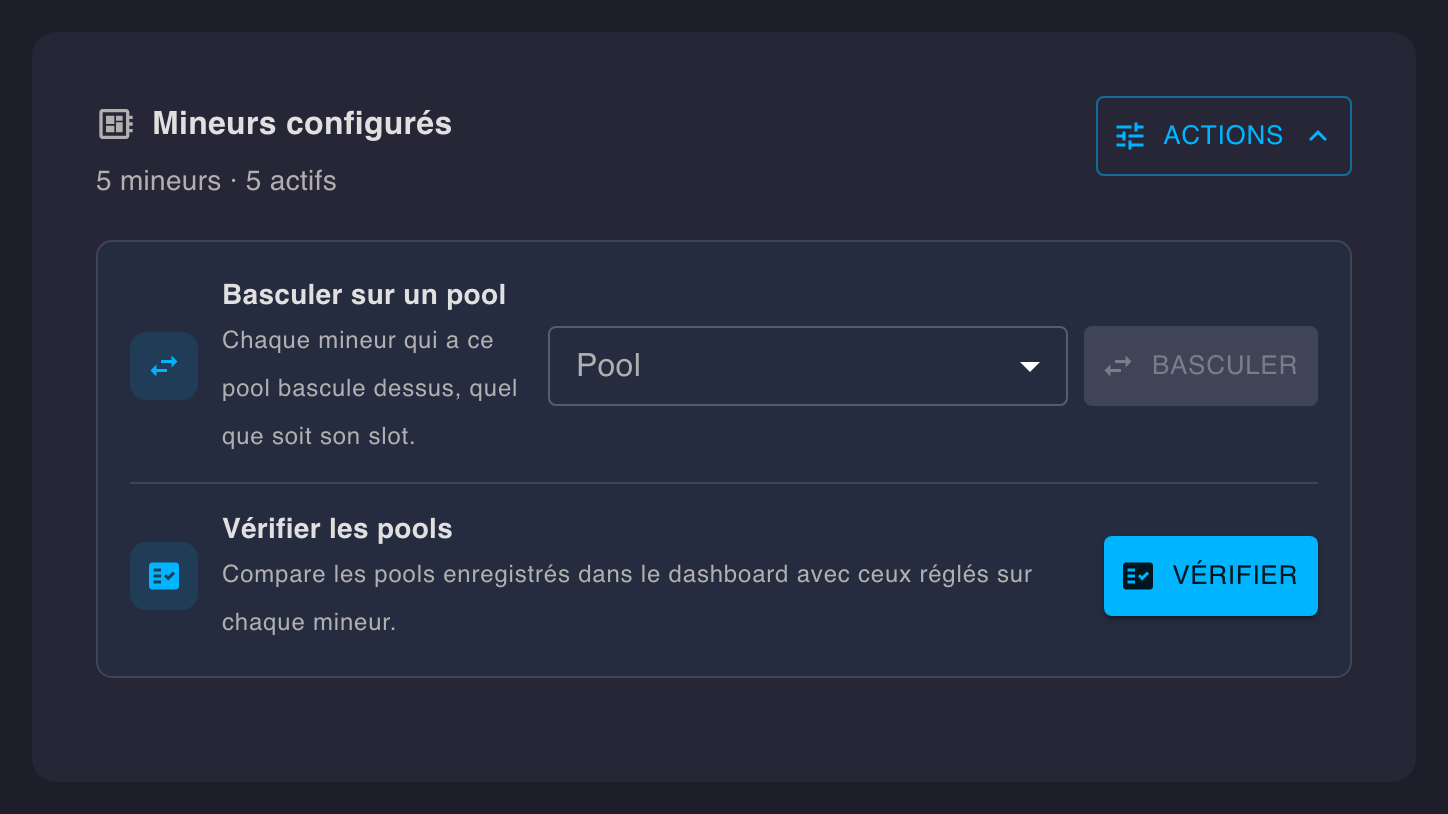 Mineurs configurés
ACTIONS
5 mineurs · 5 actifs
Basculer sur un pool
Chaque mineur qui a ce
pool bascule dessus, quel
que soit son slot.
Pool
BASCULER
Vérifier les pools
Compare les pools enregistrés dans le dashboard avec ceux réglés sur
chaque mineur.
VÉRIFIER